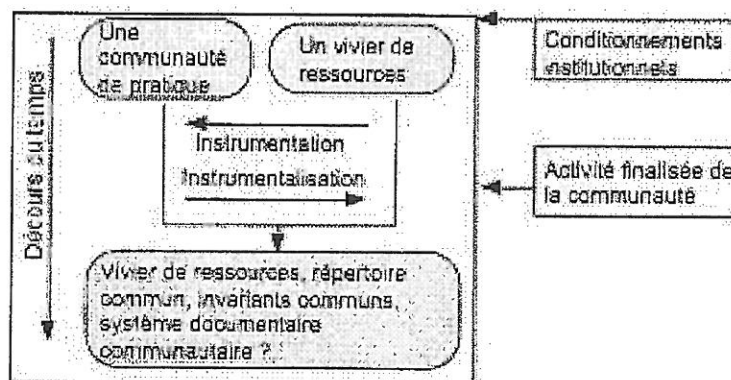 Une
communauté
de pratique
Un vivier de
ressources
Conditionnements
institutionnels
Décours du temps
Instrumentation
Instrumentalisation
Activité finalisée de
la communauté
Vivier de ressources, répertoire
commun, invariants communs,
système documentaire
communautaire ?